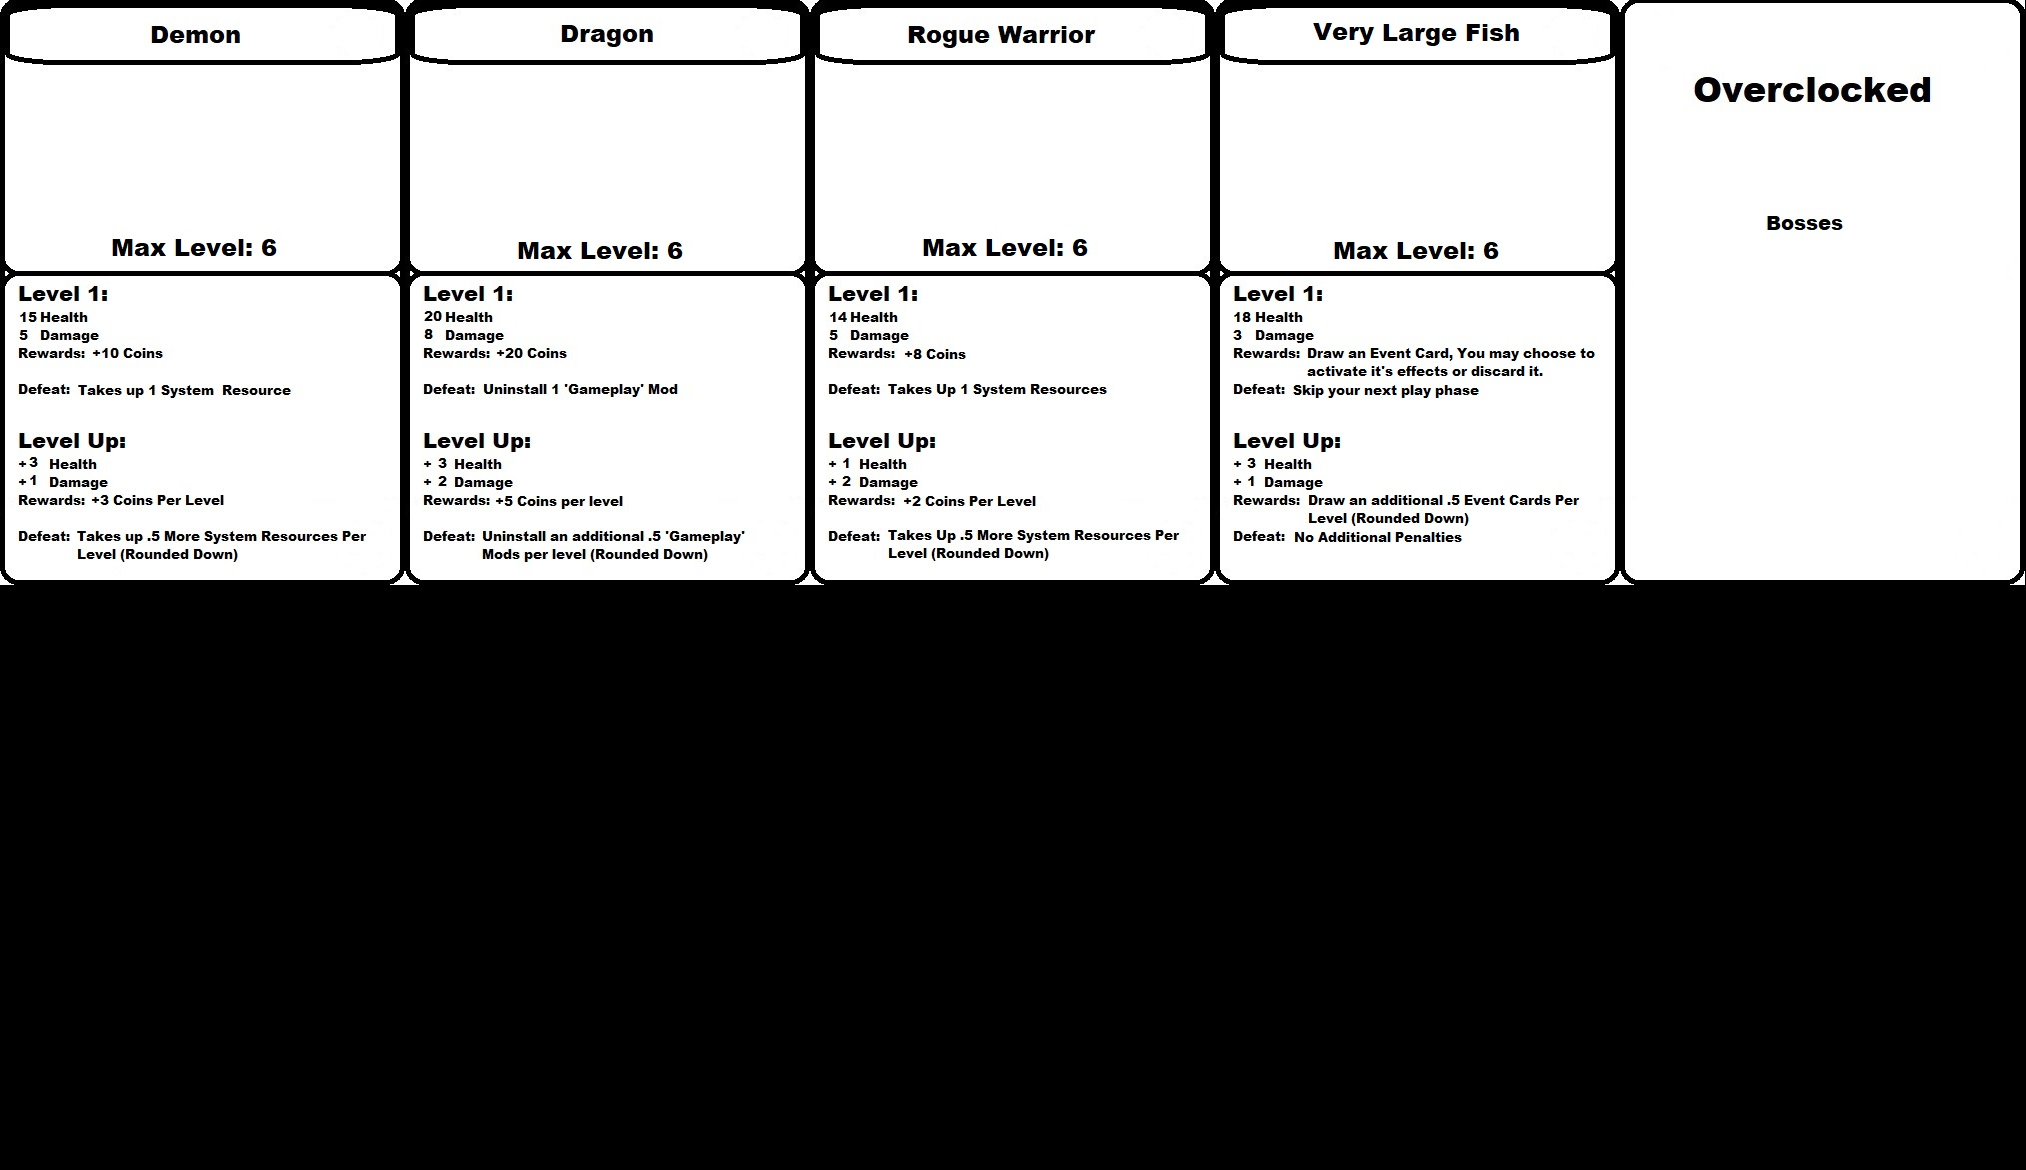 Demon
Max Level: 6
Level 1:
15 Health
5 Damage
Rewards: +10 Coins
Defeat: Takes up 1 System Resource
Level Up:
+3 Health
+1 Damage
Rewards: +3 Coins Per Level
Defeat: Takes up .5 More System Resources Per
Level (Rounded Down)
Dragon
Max Level: 6
Level 1:
20 Health
8 Damage
Rewards: +20 Coins
Defeat: Uninstall 1 'Gameplay' Mod
Level Up:
+ 3 Health
+ 2 Damage
Rewards: +5 Coins per level
Defeat: Uninstall an additional .5 'Gameplay'
Mods per level (Rounded Down)
Rogue Warrior
Max Level: 6
Level 1:
14 Health
5 Damage
Rewards: +8 Coins
Defeat: Takes Up 1 System Resources
Level Up:
+ 1 Health
+ 2 Damage
Rewards: +2 Coins Per Level
Defeat: Takes Up .5 More System Resources Per
Level (Rounded Down)
Very Large Fish
Max Level: 6
Level 1:
18 Health
3 Damage
Rewards: Draw an Event Card, You may choose to
activate it's effects or discard it.
Defeat: Skip your next play phase
Level Up:
+ 3 Health
+ 1 Damage
Rewards: Draw an additional .5 Event Cards Per
Level (Rounded Down)
Defeat: No Additional Penalties
Overclocked
Bosses